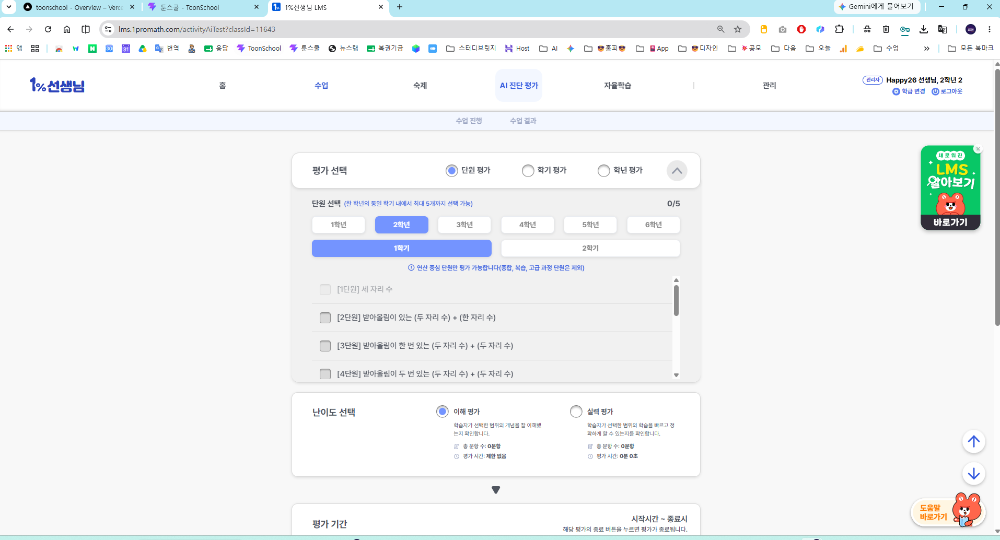 toonschool - Overview – Verce
툰스쿨 - ToonSchool
1%선생님 LMS
Gemini에게 물어보기
lms.1promath.com/activityAiTest?classId=11643
앱
번역
응답
ToonSchool
툰스쿨
뉴스랩
복권기금
스터디브릿지
Host
AI
홈피
App
디자인
공모
다음
오늘
수업
모든 북마크
1%선생님
홈
수업
숙제
AI 진단 평가
자율학습
관리
관리자 Happy26 선생님, 2학년 2
학급 변경 로그아웃
수업 진행 수업 결과
평가 선택 단원 평가 학기 평가 학년 평가
단원 선택 (한 학년의 동일 학기 내에서 최대 5개까지 선택 가능) 0/5
1학년 2학년 3학년 4학년 5학년 6학년
1학기 2학기
연산 중심 단원만 평가 가능합니다(종합, 복습, 고급 과정 단원은 제외)
[1단원] 세 자리 수
[2단원] 받아올림이 있는 (두 자리 수) + (한 자리 수)
[3단원] 받아올림이 한 번 있는 (두 자리 수) + (두 자리 수)
[4단원] 받아올림이 두 번 있는 (두 자리 수) + (두 자리 수)
새로워진
LMS
알아보기
바로가기
난이도 선택
이해 평가
학습자가 선택한 범위의 개념을 잘 이해했
는지 확인합니다.
총 문항 수: 0문항
평가 시간: 제한 없음
실력 평가
학습자가 선택한 범위의 학습을 빠르고 정
확하게 할 수 있는지를 확인합니다.
총 문항 수: 0문항
평가 시간: 0분 0초
평가 기간
시작시간 ~ 종료시
해당 평가의 종료 버튼을 누르면 평가가 종료됩니다.
도움말
바로가기